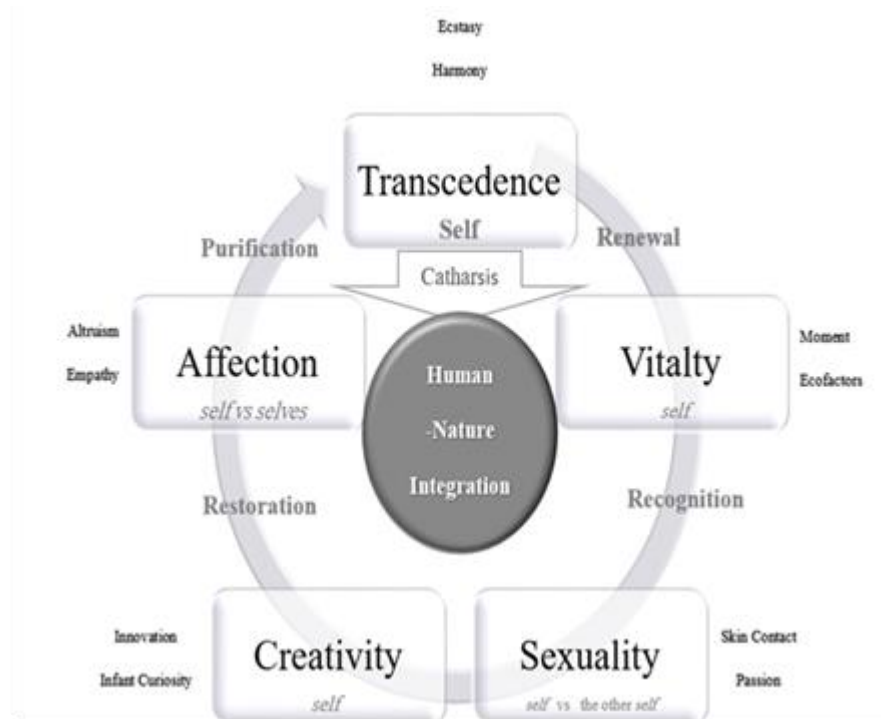 Ecstasy
Harmony
Transcedence
Self
Purification
Renewal
Catharsis
Altruism
Empathy
Affection
self vs selves
Human
-Nature
Integration
Vitalty
self
Moment
Ecofactors
Restoration
Recognition
Innovation
Infant Curiosity
Creativity
self
Sexuality
self vs the other self
Skin Contact
Passion